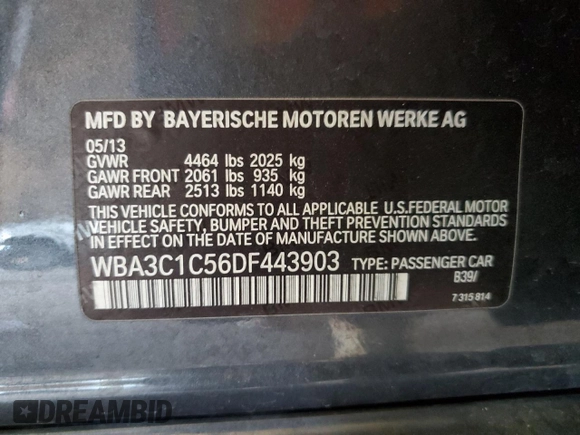 MFD BY BAYERISCHE MOTOREN WERKE AG
05/13
GVWR 4464 lbs 2025 kg
GAWR FRONT 2061 lbs 935 kg
GAWR REAR 2513 lbs 1140 kg
THIS VEHICLE CONFORMS TO ALL APPLICABLE U.S.FEDERAL MOTOR
VEHICLE SAFETY, BUMPER AND THEFT PREVENTION STANDARDS
IN EFFECT ON THE DATE OF MANUFACTURE SHOWN ABOVE.
WBA3C1C56DF443903 TYPE: PASSENGER CAR
B39/
7 315 814
DREAMBID